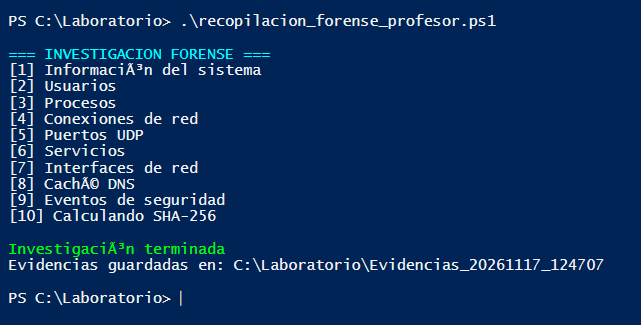 PS C:\Laboratorio> .\recopilacion_forense_profesor.ps1
=== INVESTIGACION FORENSE ===
[1] InformaciÃ³n del sistema
[2] Usuarios
[3] Procesos
[4] Conexiones de red
[5] Puertos UDP
[6] Servicios
[7] Interfaces de red
[8] CachÃ© DNS
[9] Eventos de seguridad
[10] Calculando SHA-256
InvestigaciÃ³n terminada
Evidencias guardadas en: C:\Laboratorio\Evidencias_20261117_124707
PS C:\Laboratorio>